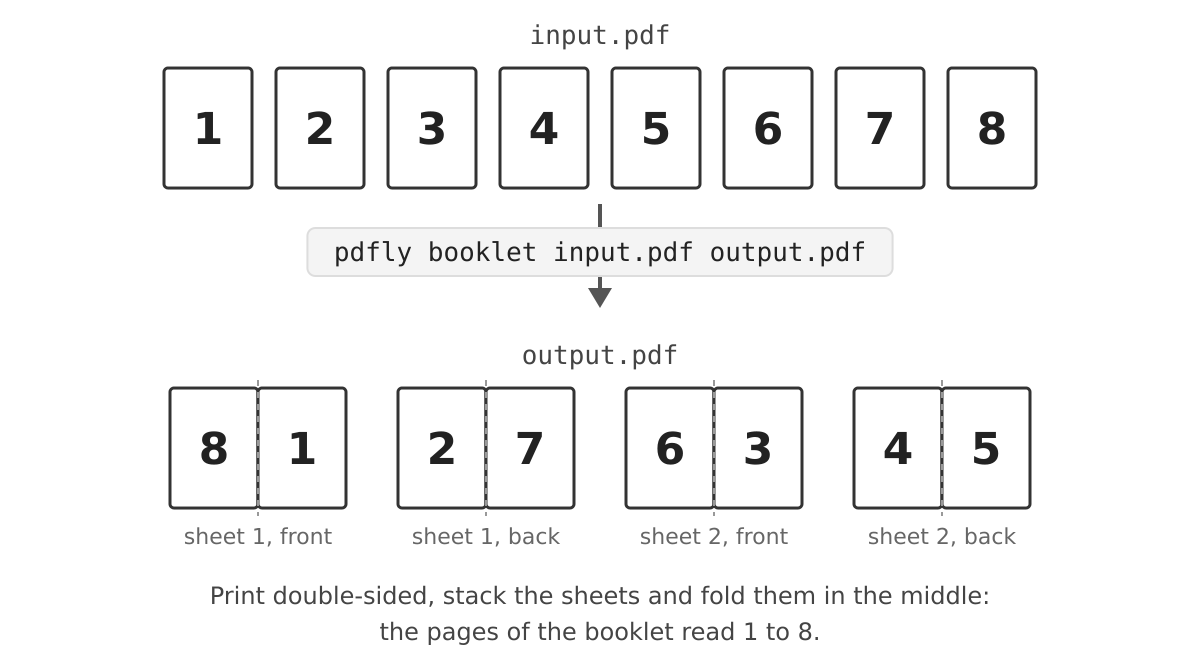 input.pdf
1 2 3 4 5 6 7 8
pdfly booklet input.pdf output.pdf
output.pdf
8 1 2 7 6 3 4 5
sheet 1, front sheet 1, back sheet 2, front sheet 2, back
Print double-sided, stack the sheets and fold them in the middle:
the pages of the booklet read 1 to 8.